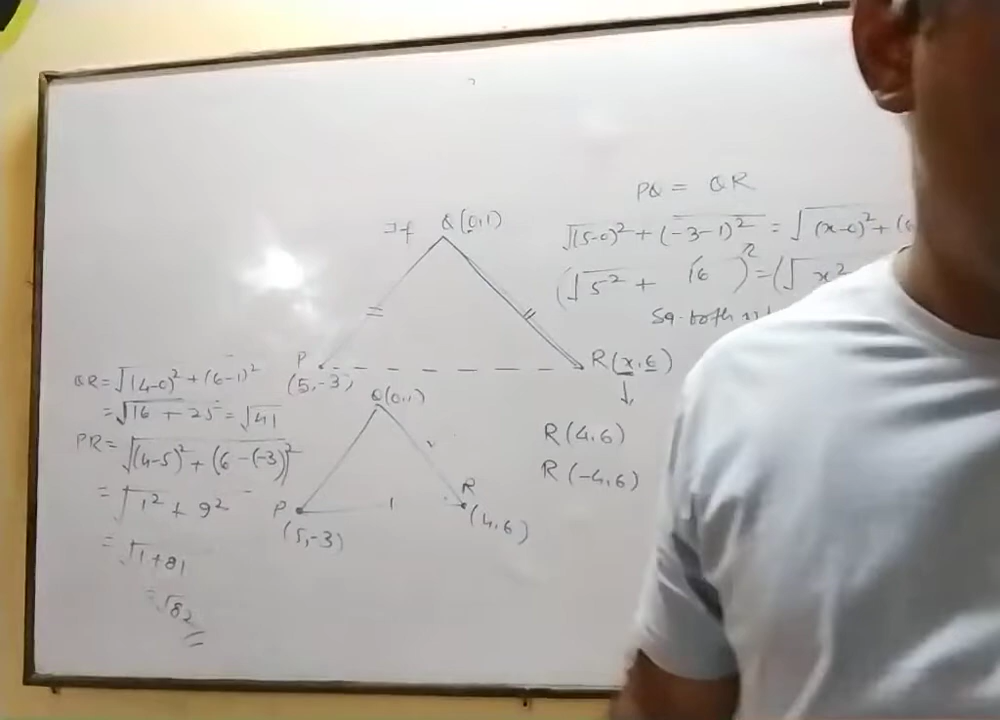 PQ = QR
If Q(0,1)
√(5-0)² + (-3-1)² = √(x-0)² +
(√5² + 16 )² = (√x²
Sq. both
P
(5,-3)
R(x,6)
QR = √(4-0)² + (6-1)²
= √16 + 25 = √41
PR = √(4-5)² + (6-(-3))²
= √1² + 9²
= √1+81
= √82
Q(0,1)
P
(5,-3)
R
(4,6)
R(4,6)
R(-4,6)